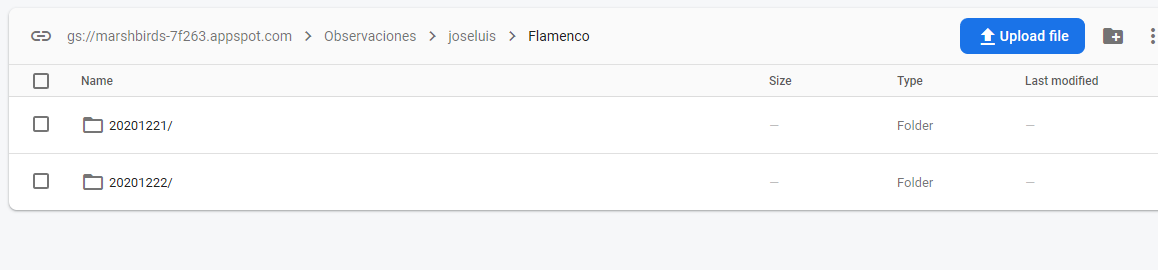 gs://marshbirds-7f263.appspot.com > Observaciones > joseluis > Flamenco Upload file
Name Size Type Last modified
20201221/ — Folder —
20201222/ — Folder —